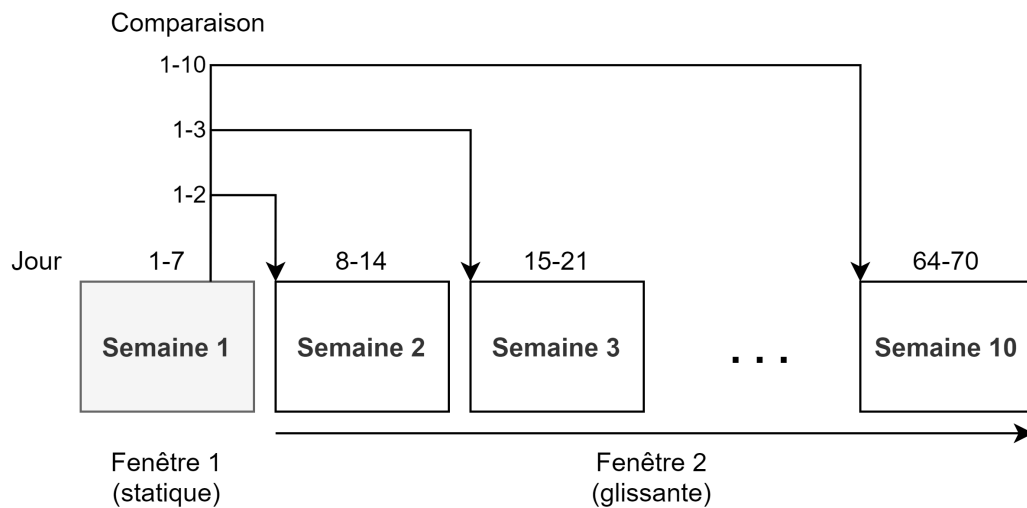 Comparaison
1-10
1-3
1-2
Jour 1-7 8-14 15-21 64-70
Semaine 1 Semaine 2 Semaine 3 . . . Semaine 10
Fenêtre 1 Fenêtre 2
(statique) (glissante)